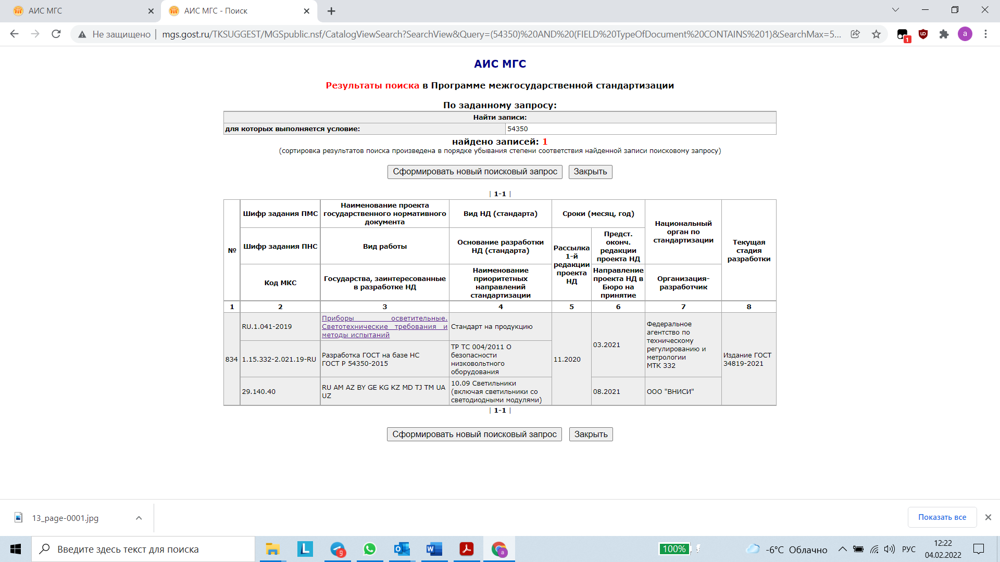 АИС МГС
АИС МГС - Поиск
Не защищено
mgs.gost.ru/TKSUGGEST/MGSpublic.nsf/CatalogViewSearch?SearchView&Query=(54350)%20AND%20(FIELD%20TypeOfDocument%20CONTAINS%201)&SearchMax=5...
1
a
АИС МГС
Результаты поиска в Программе межгосударственной стандартизации
По заданному запросу:
Найти записи:
для которых выполняется условие: 54350
найдено записей: 1
(сортировка результатов поиска произведена в порядке убывания степени соответствия найденной записи поисковому запросу)
Сформировать новый поисковый запрос
Закрыть
| 1-1 |
№
Шифр задания ПМС
Наименование проекта
государственного нормативного
документа
Вид НД (стандарта)
Сроки (месяц, год)
Национальный
орган по
стандартизации
Текущая
стадия
разработки
Шифр задания ПНС
Вид работы
Основание разработки
НД (стандарта)
Рассылка
1-й
редакции
проекта
НД
Предст.
оконч.
редакции
проекта НД
Код МКС
Государства, заинтересованные
в разработке НД
Наименование
приоритетных
направлений
стандартизации
Направление
проекта НД в
Бюро на
принятие
Организация-
разработчик
1 2 3 4 5 6 7 8
834
RU.1.041-2019
Приборы осветительные.
Светотехнические требования и
методы испытаний
Стандарт на продукцию
11.2020
03.2021
Федеральное
агентство по
техническому
регулированию и
метрологии
МТК 332
Издание ГОСТ
34819-2021
1.15.332-2.021.19-RU
Разработка ГОСТ на базе НС
ГОСТ Р 54350-2015
ТР ТС 004/2011 О
безопасности
низковольтного
оборудования
29.140.40
RU AM AZ BY GE KG KZ MD TJ TM UA
UZ
10.09 Светильники
(включая светильники со
светодиодными модулями)
08.2021
ООО "ВНИСИ"
| 1-1 |
Сформировать новый поисковый запрос
Закрыть
13_page-0001.jpg
Показать все
Введите здесь текст для поиска
L
9
W
a
100%
-6°C Облачно
РУС
12:22
04.02.2022